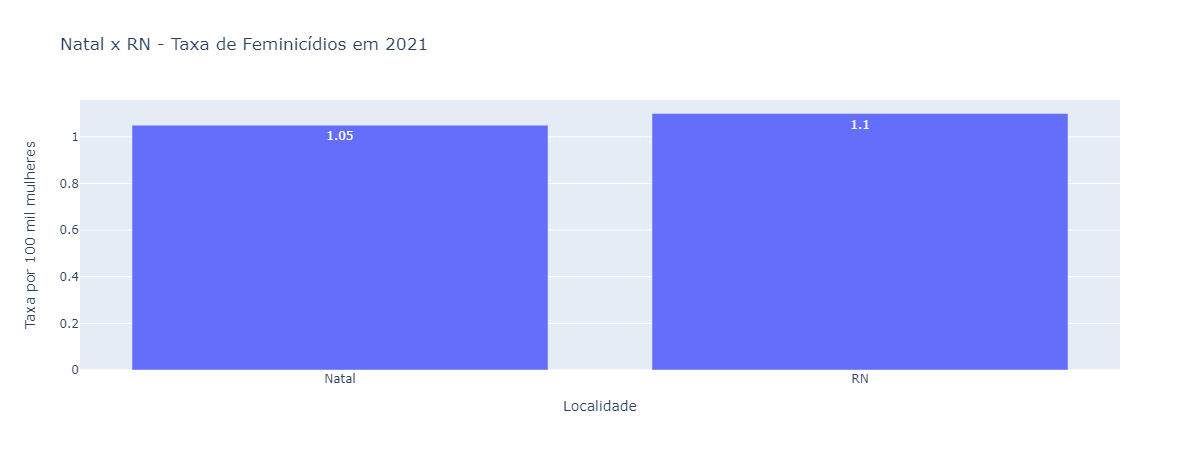 Natal x RN - Taxa de Feminicídios em 2021
Taxa por 100 mil mulheres
1
0.8
0.6
0.4
0.2
0
1.05
1.1
Natal
RN
Localidade